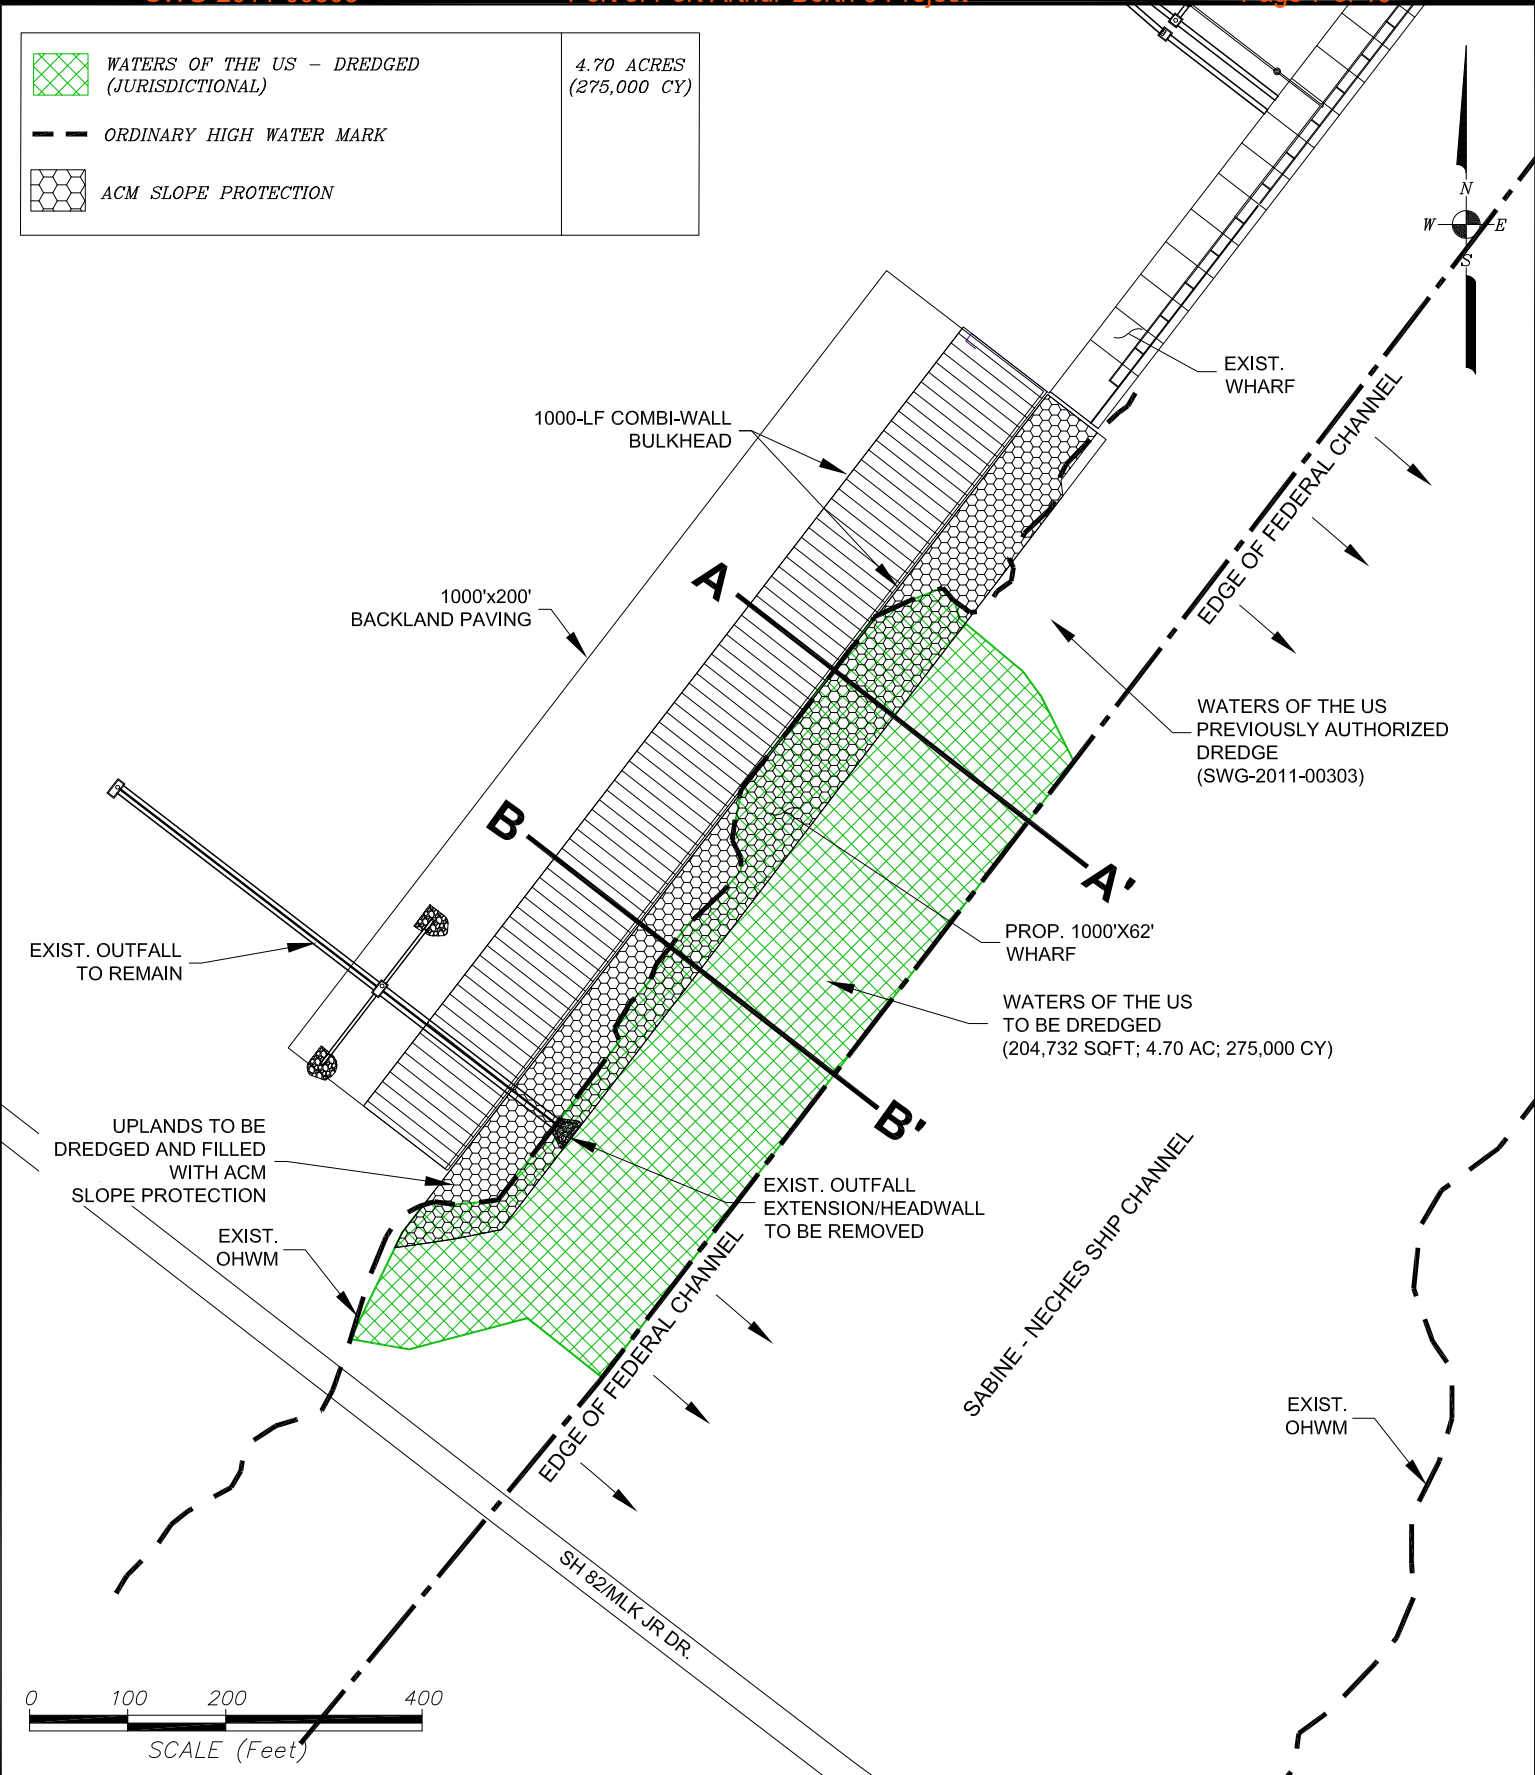 WATERS OF THE US - DREDGED
(JURISDICTIONAL)
4.70 ACRES
(275,000 CY)
ORDINARY HIGH WATER MARK
ACM SLOPE PROTECTION
N
W
E
S
EXIST.
WHARF
1000-LF COMBI-WALL
BULKHEAD
EDGE OF FEDERAL CHANNEL
1000'x200'
BACKLAND PAVING
A
WATERS OF THE US
PREVIOUSLY AUTHORIZED
DREDGE
(SWG-2011-00303)
B
A'
EXIST. OUTFALL
TO REMAIN
PROP. 1000'X62'
WHARF
WATERS OF THE US
TO BE DREDGED
(204,732 SQFT; 4.70 AC; 275,000 CY)
B'
UPLANDS TO BE
DREDGED AND FILLED
WITH ACM
SLOPE PROTECTION
EXIST. OUTFALL
EXTENSION/HEADWALL
TO BE REMOVED
EXIST.
OHWM
EDGE OF FEDERAL CHANNEL
SABINE - NECHES SHIP CHANNEL
EXIST.
OHWM
SH 82/MLK JR DR.
0 100 200 400
SCALE (Feet)